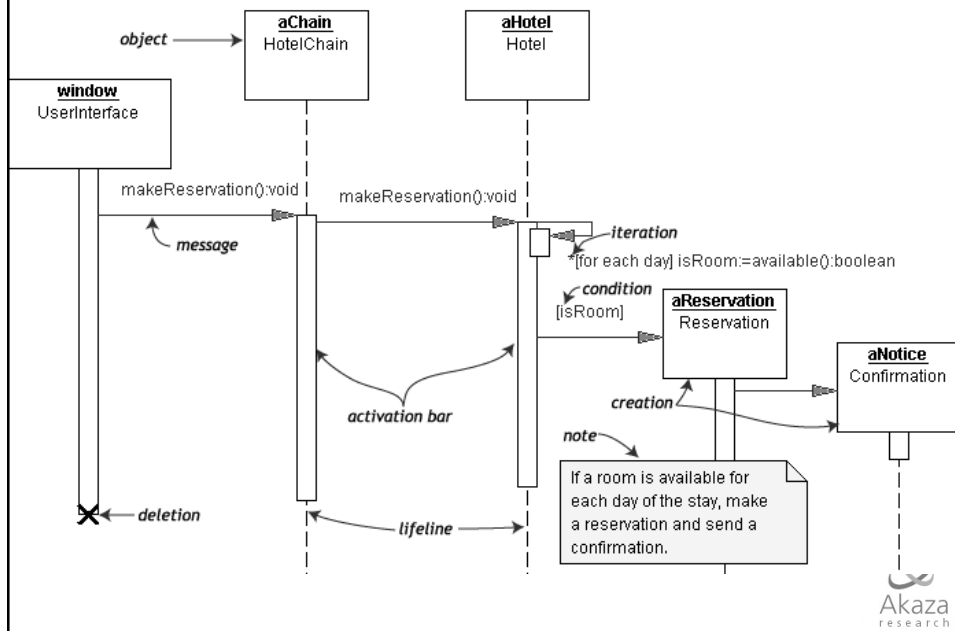 aChain
HotelChain
aHotel
Hotel
object
window
UserInterface
makeReservation():void
makeReservation():void
message
iteration
*[for each day] isRoom:=available():boolean
condition
[isRoom]
aReservation
Reservation
aNotice
Confirmation
activation bar
creation
note
If a room is available for
each day of the stay, make
a reservation and send a
confirmation.
deletion
lifeline
Akaza
research